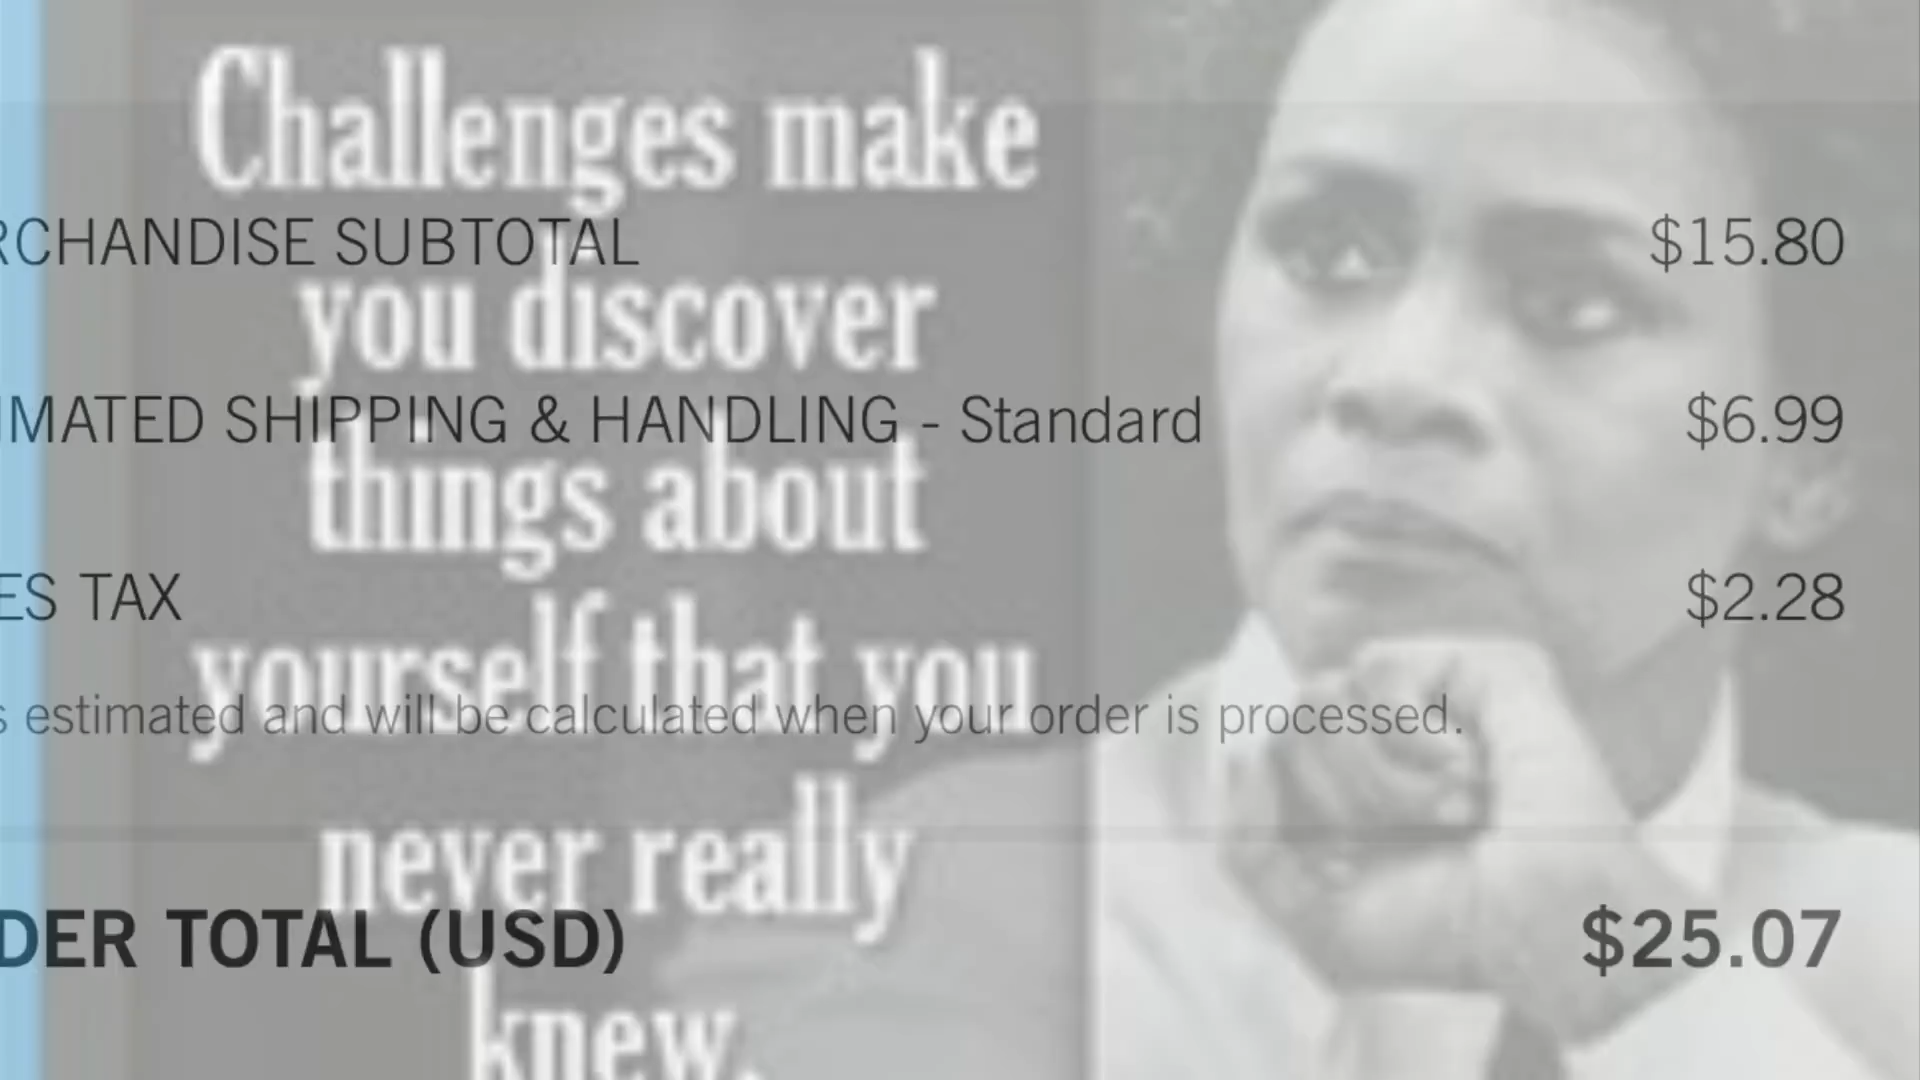 Challenges make
RCHANDISE SUBTOTAL $15.80
you discover
IMATED SHIPPING & HANDLING - Standard $6.99
things about
ES TAX $2.28
yourself that you
s estimated and will be calculated when your order is processed.
never really
DER TOTAL (USD) $25.07
knew.